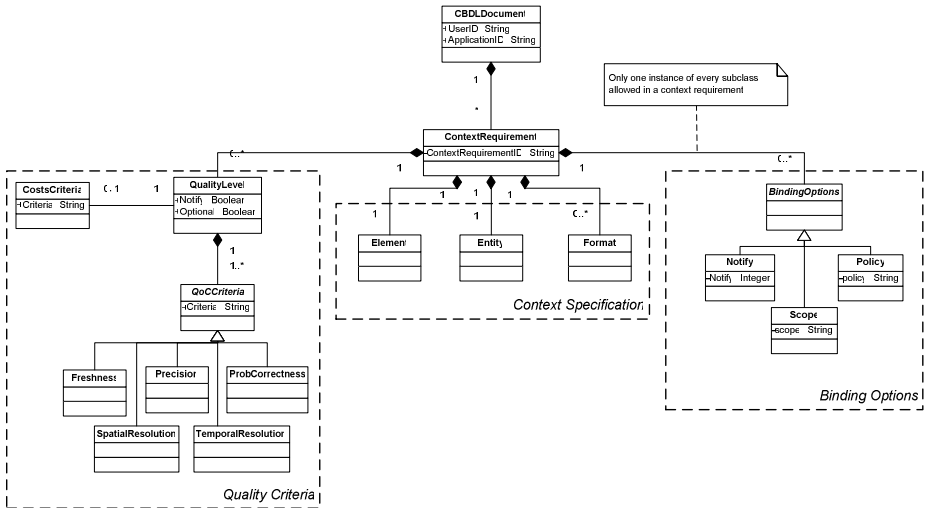 CBDLDocument
UserID String
ApplicationID String
1
*
Only one instance of every subclass
allowed in a context requirement
ContextRequirement
ContextRequirementID String
0..*
1
1
0..*
1
1
1
1
1
0..*
CostsCriteria
Criteria String
0..1
1
QualityLevel
Notify Boolean
Optional Boolean
1
1..*
QoCCriteria
Criteria String
Freshness
Precision
ProbCorrectness
SpatialResolution
TemporalResolution
Quality Criteria
Element
Entity
Format
Context Specification
BindingOptions
Notify
Notify Integer
Policy
policy String
Scope
scope String
Binding Options